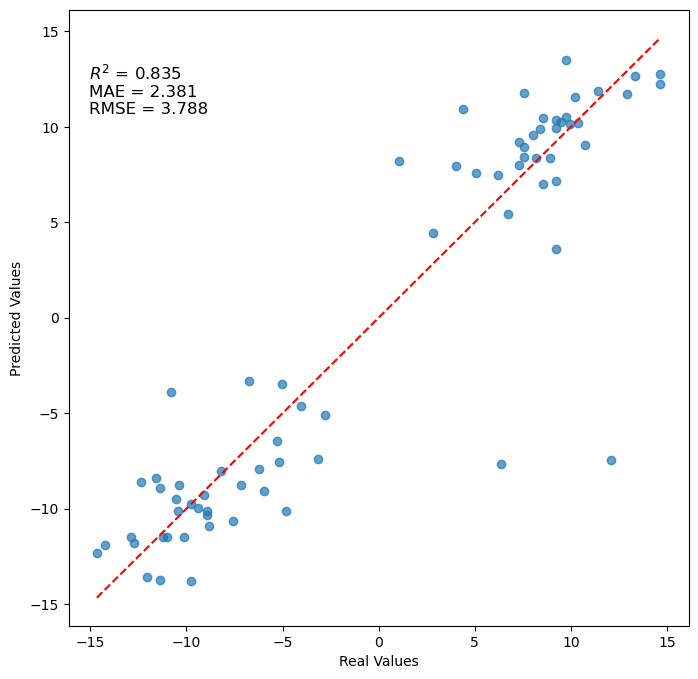 R² = 0.835
MAE = 2.381
RMSE = 3.788
15
10
5
0
−5
−10
−15
Predicted Values
−15 −10 −5 0 5 10 15
Real Values